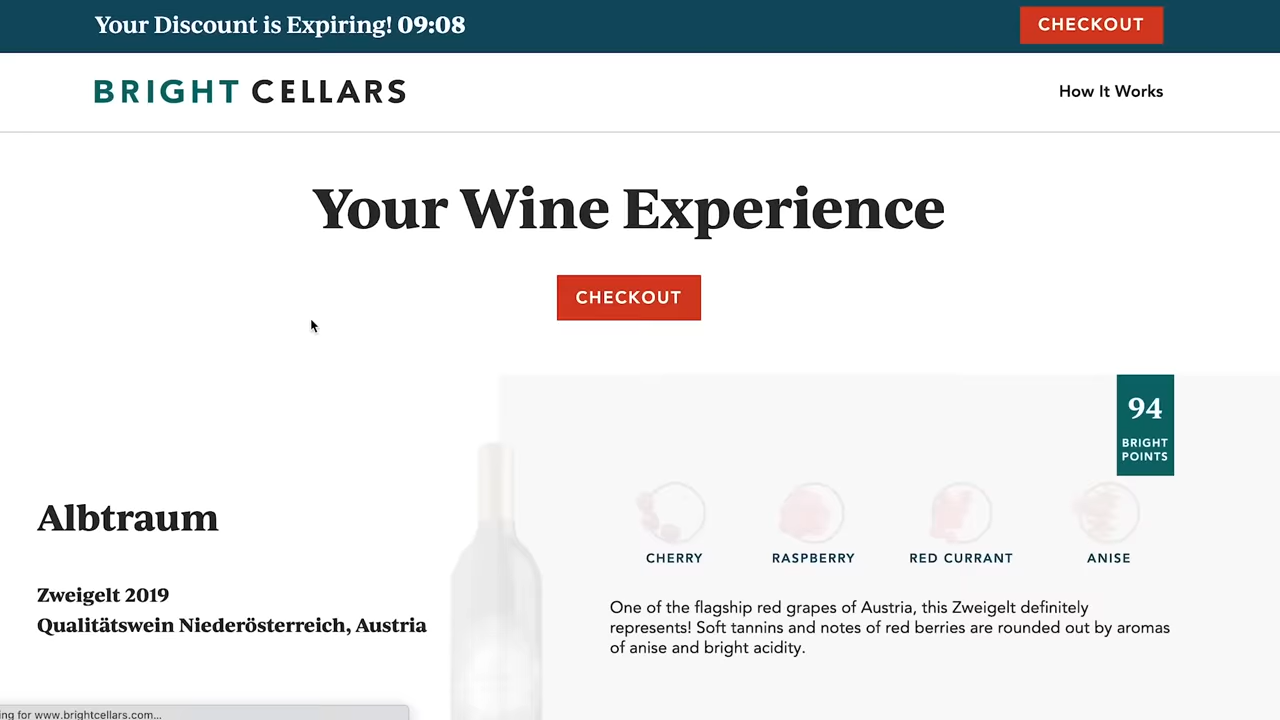 Your Discount is Expiring! 09:08
CHECKOUT
BRIGHT CELLARS
How It Works
Your Wine Experience
CHECKOUT
94
BRIGHT
POINTS
Albtraum
CHERRY
RASPBERRY
RED CURRANT
ANISE
Zweigelt 2019
Qualitätswein Niederösterreich, Austria
One of the flagship red grapes of Austria, this Zweigelt definitely
represents! Soft tannins and notes of red berries are rounded out by aromas
of anise and bright acidity.
ing for www.brightcellars.com...